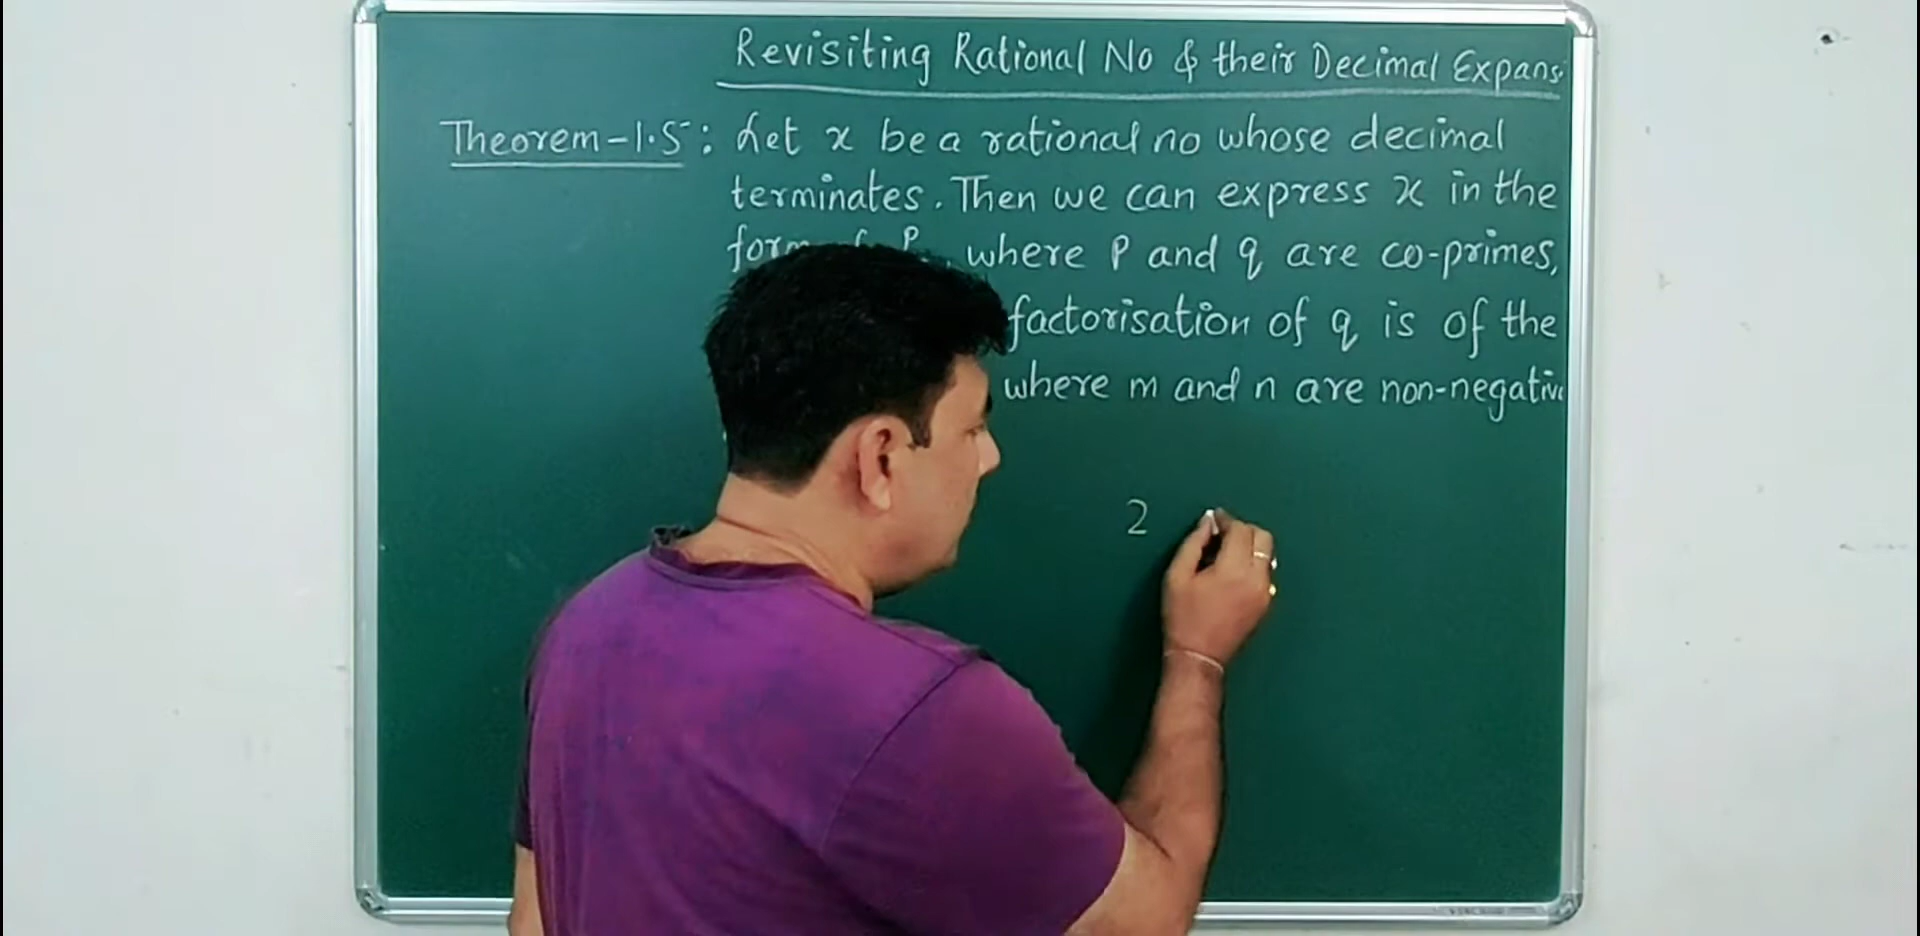 Revisiting Rational No & their Decimal Expans
Theorem-1.5: Let x be a rational no whose decimal
terminates. Then we can express x in the
where P and q are co-primes,
factorisation of q is of the
where m and n are non-negativ
2